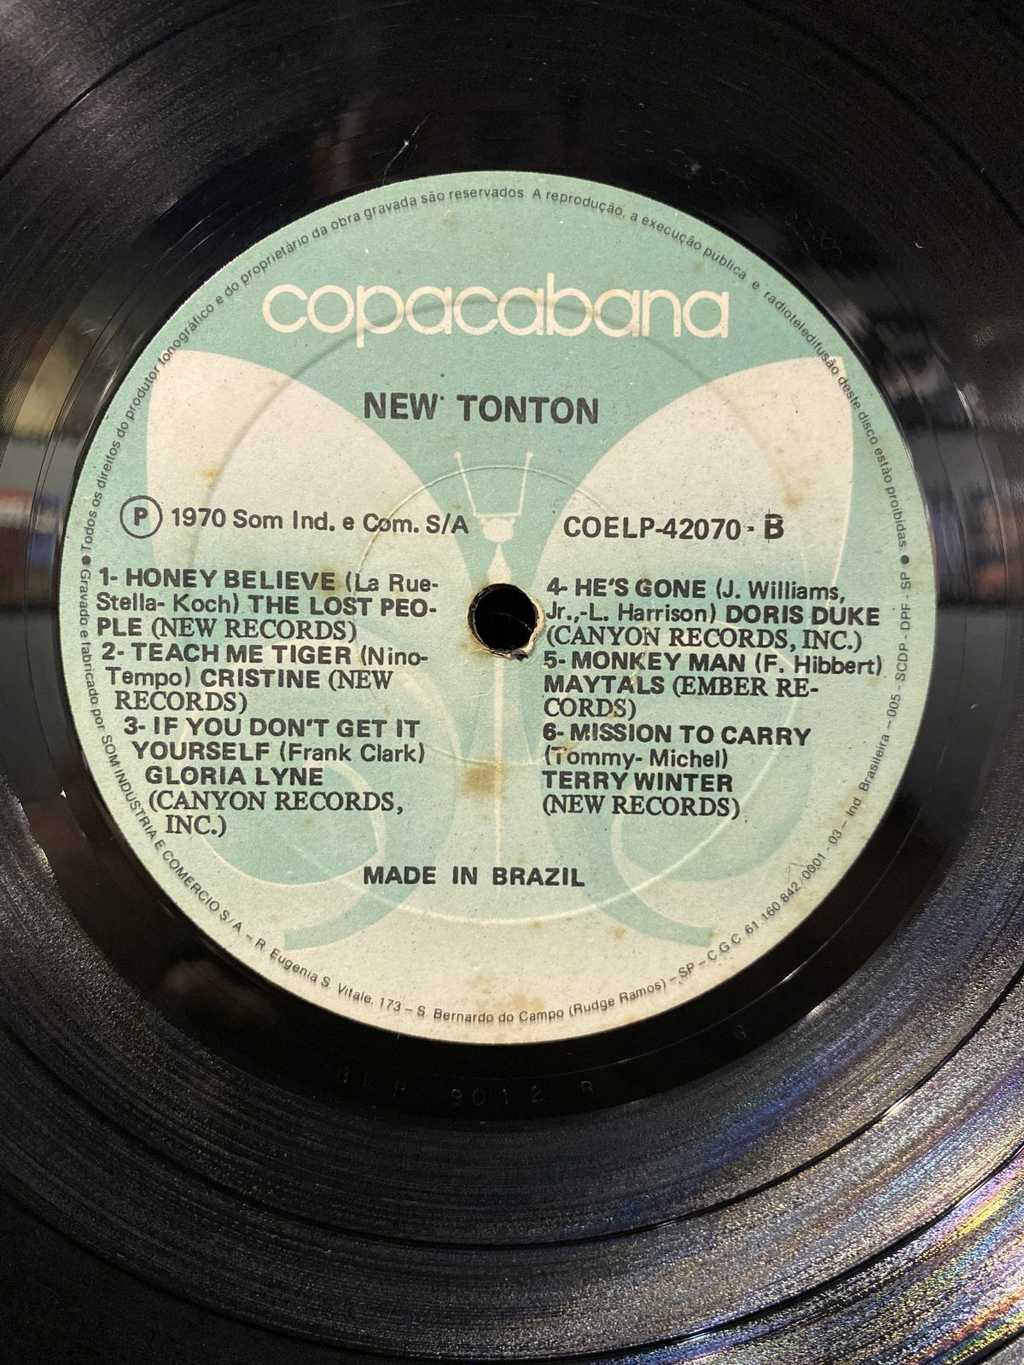 Todos os direitos do produtor fonográfico e do proprietário da obra gravada são reservados A reprodução, a execução pública e radioteledifusão deste disco estão proibidas
copacabana
NEW TONTON
P 1970 Som Ind. e Com. S/A
COELP-42070 - B
1- HONEY BELIEVE (La Rue-
Stella- Koch) THE LOST PEO-
PLE (NEW RECORDS)
2- TEACH ME TIGER (Nino-
Tempo) CRISTINE (NEW
RECORDS)
3- IF YOU DON'T GET IT
YOURSELF (Frank Clark)
GLORIA LYNE
(CANYON RECORDS,
INC.)
4- HE'S GONE (J. Williams,
Jr.,-L. Harrison) DORIS DUKE
(CANYON RECORDS, INC.)
5- MONKEY MAN (F. Hibbert)
MAYTALS (EMBER RE-
CORDS)
6- MISSION TO CARRY
(Tommy- Michel)
TERRY WINTER
(NEW RECORDS)
MADE IN BRAZIL
Gravado e fabricado por SOM INDUSTRIA E COMERCIO S/A – R. Eugenia S. Vitale, 173 – S. Bernardo do Campo (Rudge Ramos) – SP – C.G.C. 61.160.842/0001-03 – Ind. Brasileira – 005 - SCDP - DPF - SP
9012